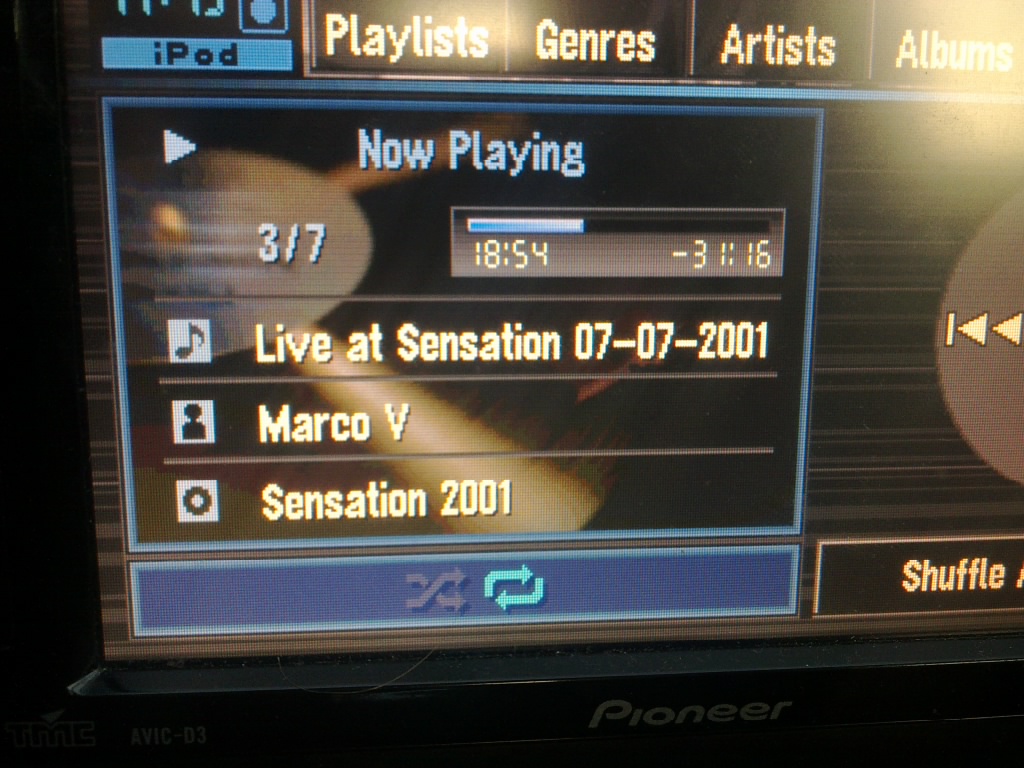 iPod
Playlists Genres Artists Albums
Now Playing
3/7
18:54 -31:16
Live at Sensation 07-07-2001
Marco V
Sensation 2001
Shuffle
Pioneer
TMC AVIC-D3